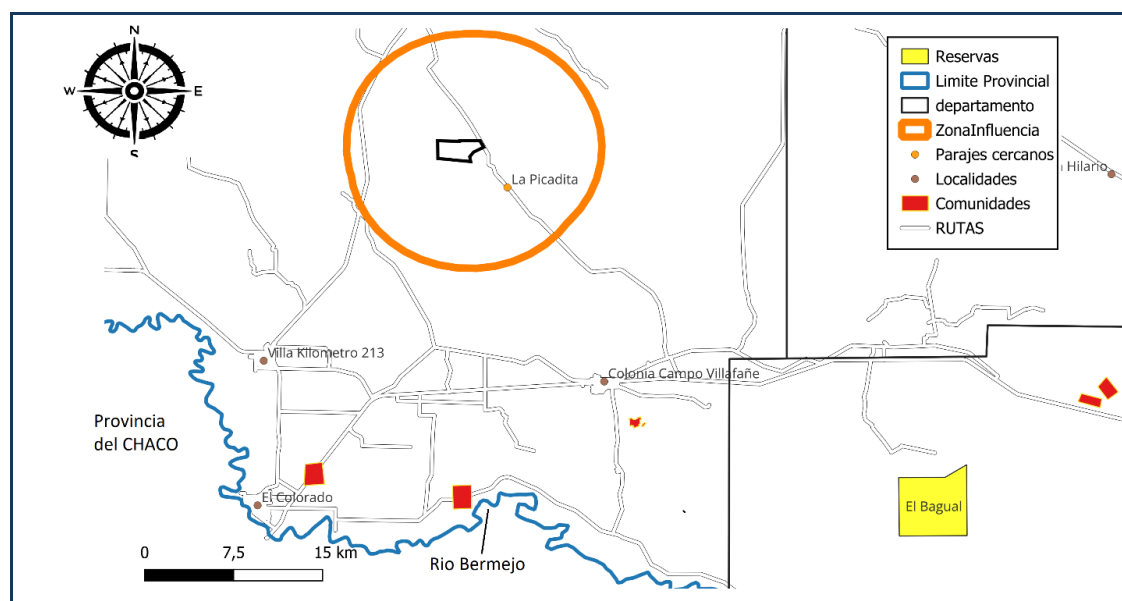 N
W
E
S
La Picadita
Villa Kilometro 213
Colonia Campo Villafañe
Provincia
del CHACO
El Colorado
Rio Bermejo
0 7,5 15 km
Reservas
Limite Provincial
departamento
ZonaInfluencia
Parajes cercanos
Localidades
Comunidades
RUTAS
Hilario
El Bagual